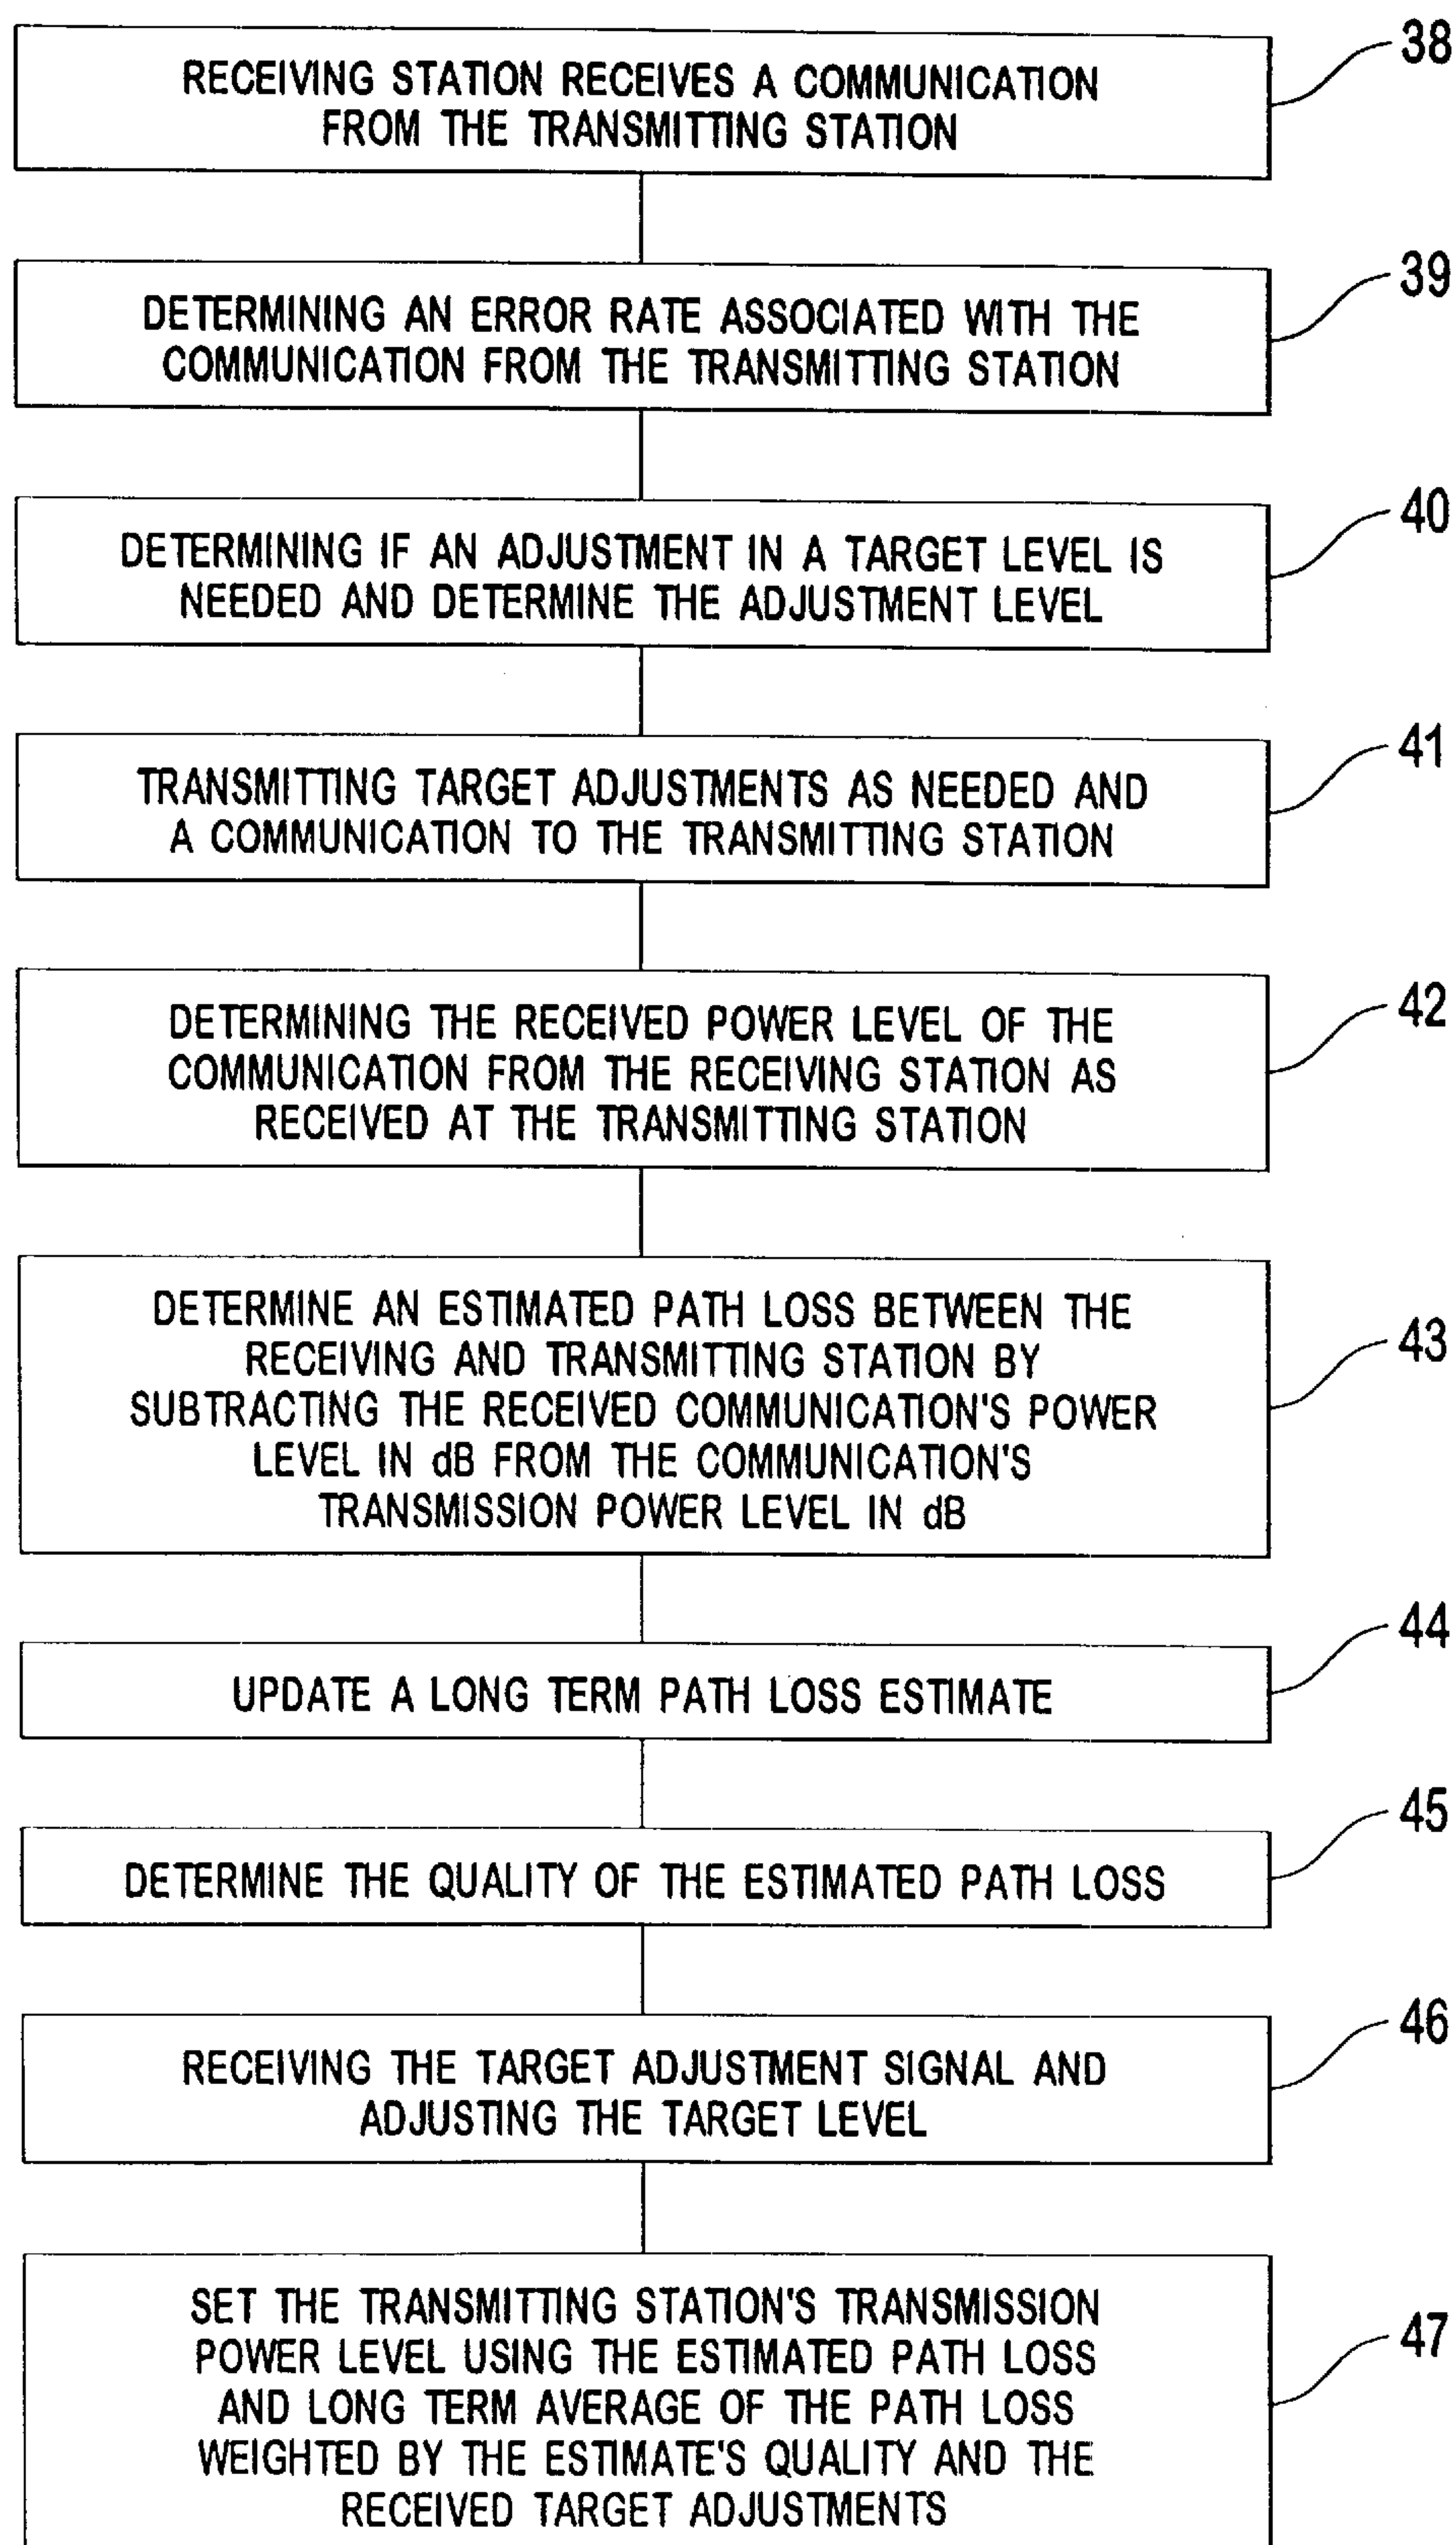 38
RECEIVING STATION RECEIVES A COMMUNICATION
FROM THE TRANSMITTING STATION
39
DETERMINING AN ERROR RATE ASSOCIATED WITH THE
COMMUNICATION FROM THE TRANSMITTING STATION
40
DETERMINING IF AN ADJUSTMENT IN A TARGET LEVEL IS
NEEDED AND DETERMINE THE ADJUSTMENT LEVEL
41
TRANSMITTING TARGET ADJUSTMENTS AS NEEDED AND
A COMMUNICATION TO THE TRANSMITTING STATION
42
DETERMINING THE RECEIVED POWER LEVEL OF THE
COMMUNICATION FROM THE RECEIVING STATION AS
RECEIVED AT THE TRANSMITTING STATION
43
DETERMINE AN ESTIMATED PATH LOSS BETWEEN THE
RECEIVING AND TRANSMITTING STATION BY
SUBTRACTING THE RECEIVED COMMUNICATION'S POWER
LEVEL IN dB FROM THE COMMUNICATION'S
TRANSMISSION POWER LEVEL IN dB
44
UPDATE A LONG TERM PATH LOSS ESTIMATE
45
DETERMINE THE QUALITY OF THE ESTIMATED PATH LOSS
46
RECEIVING THE TARGET ADJUSTMENT SIGNAL AND
ADJUSTING THE TARGET LEVEL
47
SET THE TRANSMITTING STATION'S TRANSMISSION
POWER LEVEL USING THE ESTIMATED PATH LOSS
AND LONG TERM AVERAGE OF THE PATH LOSS
WEIGHTED BY THE ESTIMATE'S QUALITY AND THE
RECEIVED TARGET ADJUSTMENTS